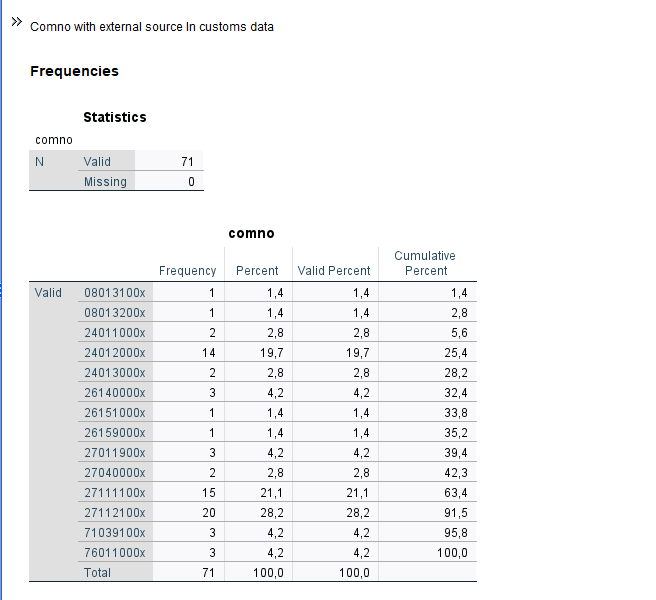 Comno with external source In customs data
Frequencies
Statistics
comno
N Valid 71
Missing 0
comno
Frequency Percent Valid Percent Cumulative Percent
Valid 08013100x 1 1,4 1,4 1,4
08013200x 1 1,4 1,4 2,8
24011000x 2 2,8 2,8 5,6
24012000x 14 19,7 19,7 25,4
24013000x 2 2,8 2,8 28,2
26140000x 3 4,2 4,2 32,4
26151000x 1 1,4 1,4 33,8
26159000x 1 1,4 1,4 35,2
27011900x 3 4,2 4,2 39,4
27040000x 2 2,8 2,8 42,3
27111100x 15 21,1 21,1 63,4
27112100x 20 28,2 28,2 91,5
71039100x 3 4,2 4,2 95,8
76011000x 3 4,2 4,2 100,0
Total 71 100,0 100,0